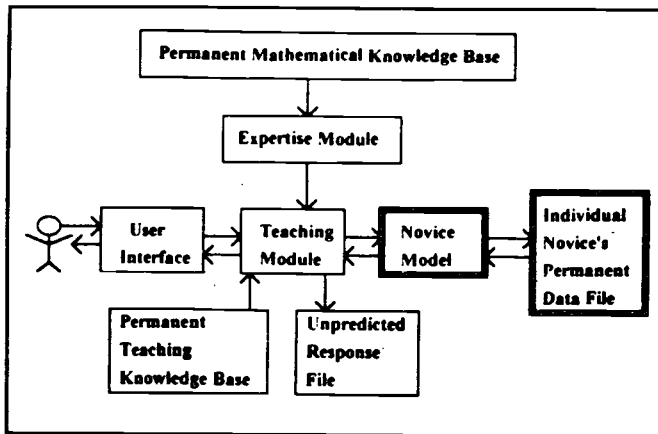 Permanent Mathematical Knowledge Base
Expertise Module
User
Interface
Teaching
Module
Novice
Model
Individual
Novice's
Permanent
Data File
Permanent
Teaching
Knowledge Base
Unpredicted
Response
File